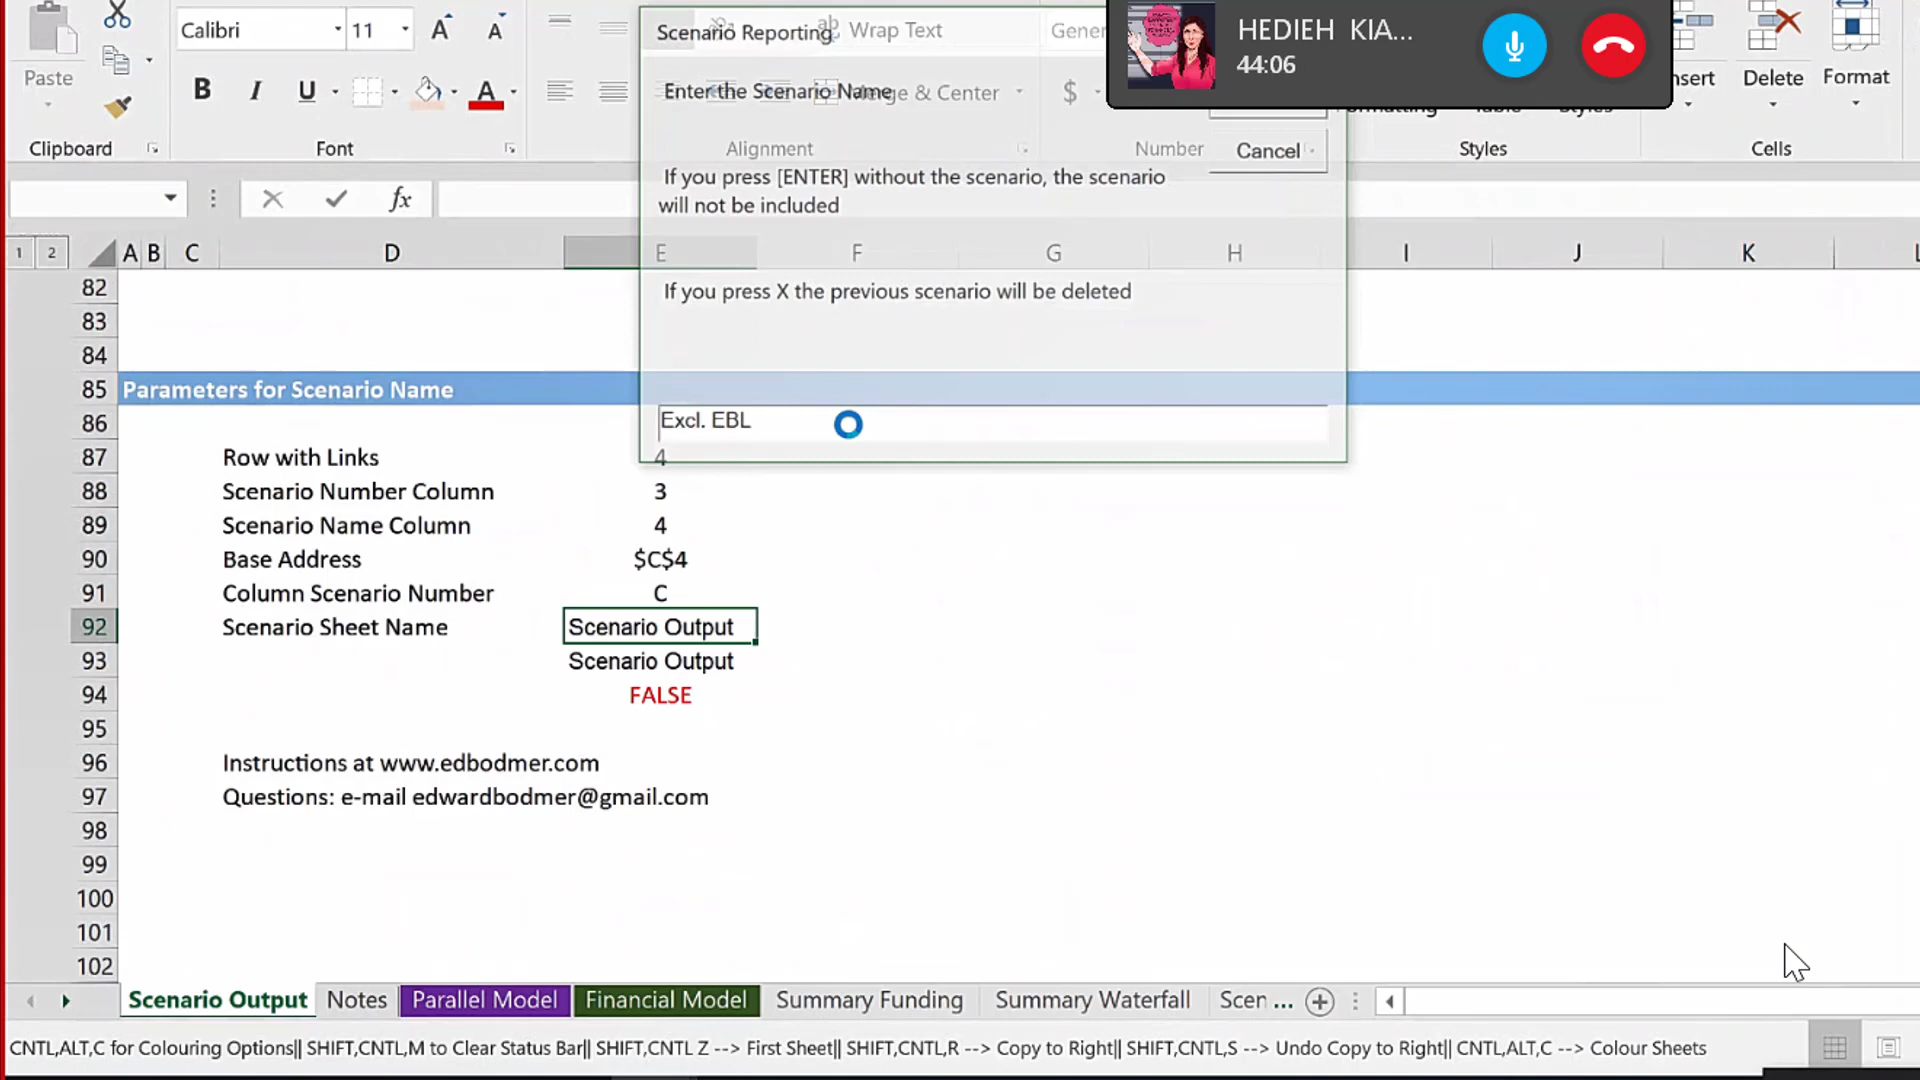 Calibri 11 A A Scenario Reporting ab Wrap Text HEDIEH KIA...
44:06
Paste B I U A Enter the Scenario Name Merge & Center $ Delete Format
Clipboard Font Alignment Number Cancel Styles Cells
If you press [ENTER] without the scenario, the scenario
will not be included
fx
1 2 A B C D E F G H I J K L
If you press X the previous scenario will be deleted
82
83
84
85 Parameters for Scenario Name
86 Excl. EBL
87 Row with Links 4
88 Scenario Number Column 3
89 Scenario Name Column 4
90 Base Address $C$4
91 Column Scenario Number C
92 Scenario Sheet Name Scenario Output
93 Scenario Output
94 FALSE
95
96 Instructions at www.edbodmer.com
97 Questions: e-mail edwardbodmer@gmail.com
98
99
100
101
102
Scenario Output Notes Parallel Model Financial Model Summary Funding Summary Waterfall Scen ...
CNTL,ALT,C for Colouring Options|| SHIFT,CNTL,M to Clear Status Bar|| SHIFT,CNTL Z --> First Sheet|| SHIFT,CNTL,R --> Copy to Right|| SHIFT,CNTL,S --> Undo Copy to Right|| CNTL,ALT,C --> Colour Sheets